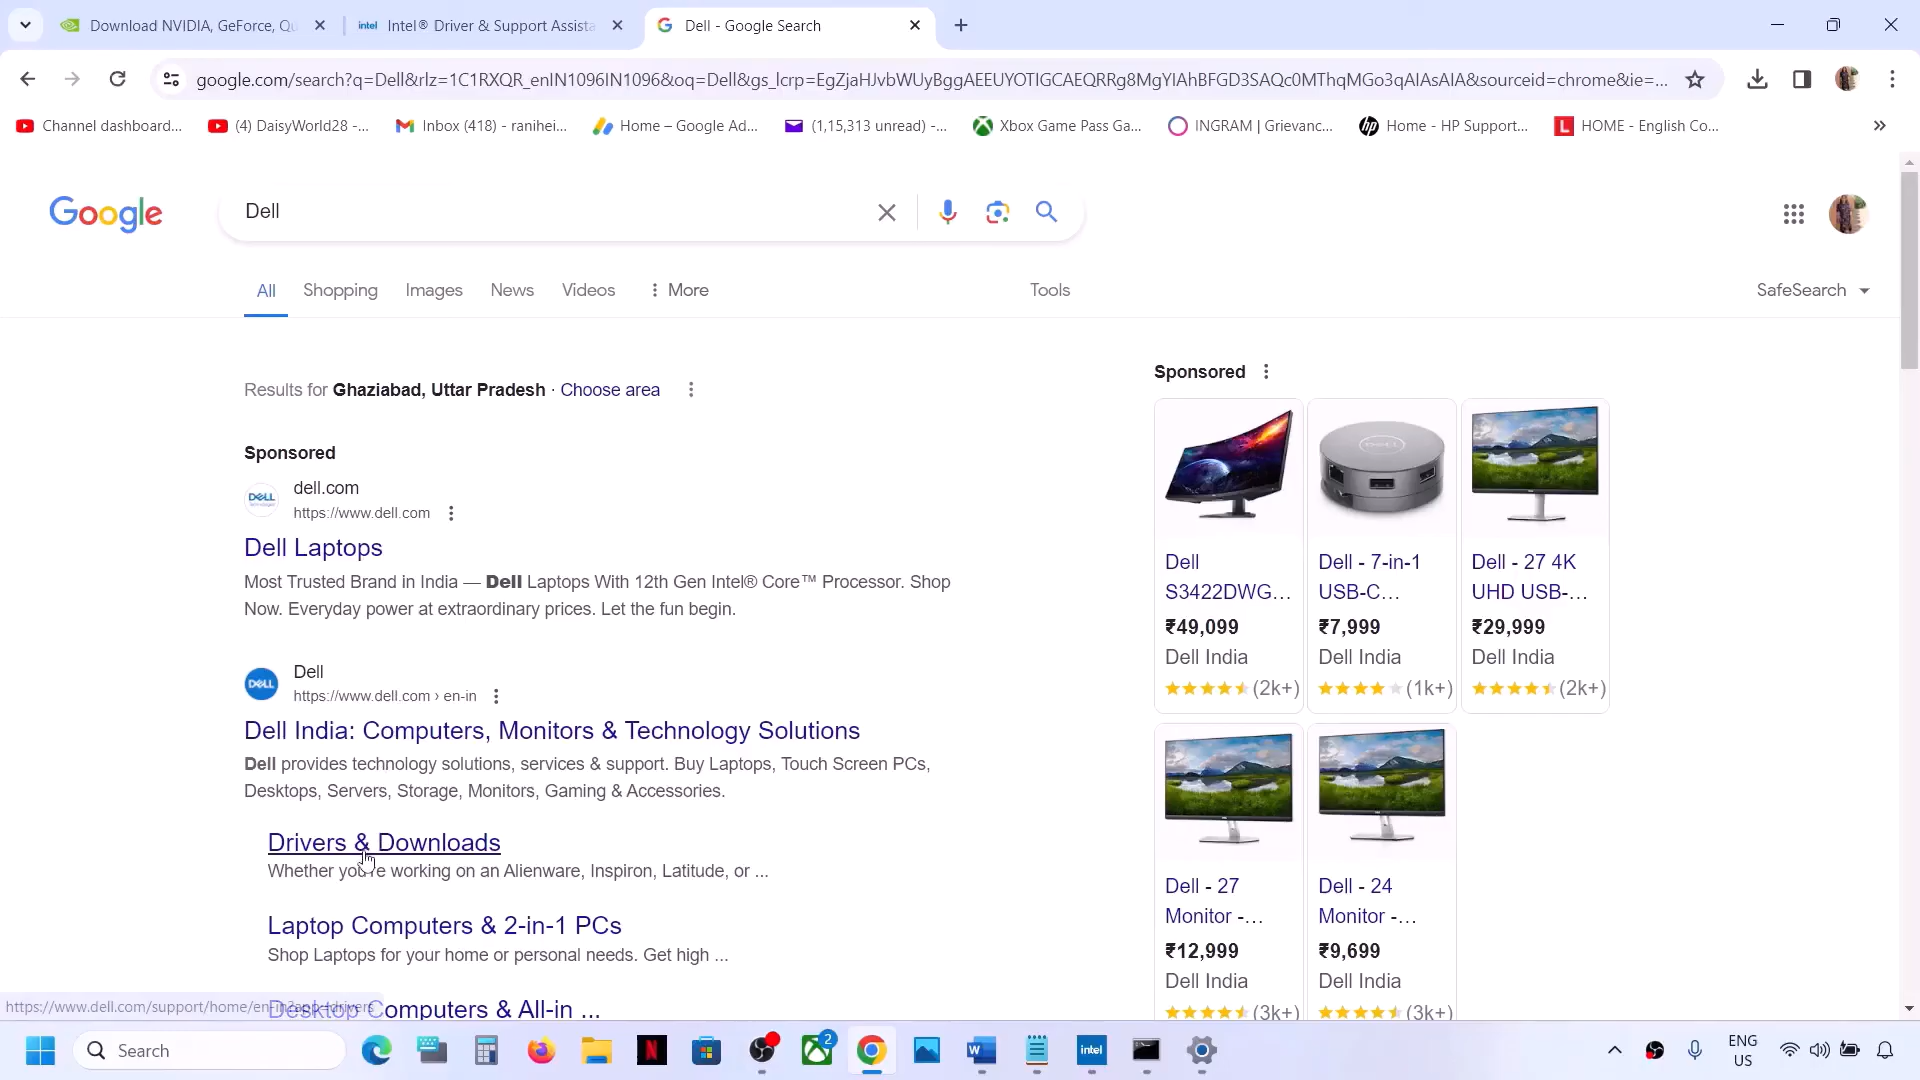 Download NVIDIA, GeForce, Qu
intel Intel® Driver & Support Assista
Dell - Google Search
google.com/search?q=Dell&rlz=1C1RXQR_enIN1096IN1096&oq=Dell&gs_lcrp=EgZjaHJvbWUyBggAEEUYOTIGCAEQRRg8MgYIAhBFGD3SAQc0MThqMGo3qAIAsAIA&sourceid=chrome&ie=...
Channel dashboard...
(4) DaisyWorld28 -...
Inbox (418) - ranihei...
Home – Google Ad...
(1,15,313 unread) -...
Xbox Game Pass Ga...
INGRAM | Grievanc...
hp Home - HP Support...
L HOME - English Co...
»
Google
Dell
All Shopping Images News Videos More Tools SafeSearch
Results for Ghaziabad, Uttar Pradesh · Choose area
Sponsored
DELL
dell.com
https://www.dell.com
Dell Laptops
Most Trusted Brand in India — Dell Laptops With 12th Gen Intel® Core™ Processor. Shop
Now. Everyday power at extraordinary prices. Let the fun begin.
DELL
Dell
https://www.dell.com › en-in
Dell India: Computers, Monitors & Technology Solutions
Dell provides technology solutions, services & support. Buy Laptops, Touch Screen PCs,
Desktops, Servers, Storage, Monitors, Gaming & Accessories.
Drivers & Downloads
Whether you're working on an Alienware, Inspiron, Latitude, or ...
Laptop Computers & 2-in-1 PCs
Shop Laptops for your home or personal needs. Get high ...
Desktop Computers & All-in ...
https://www.dell.com/support/home/en-in?app=drivers
Sponsored
Dell
S3422DWG...
₹49,099
Dell India
(2k+)
Dell - 7-in-1
USB-C...
₹7,999
Dell India
(1k+)
Dell - 27 4K
UHD USB-...
₹29,999
Dell India
(2k+)
Dell - 27
Monitor -...
₹12,999
Dell India
(3k+)
Dell - 24
Monitor -...
₹9,699
Dell India
(3k+)
Search
N
2
W
intel
ENG
US